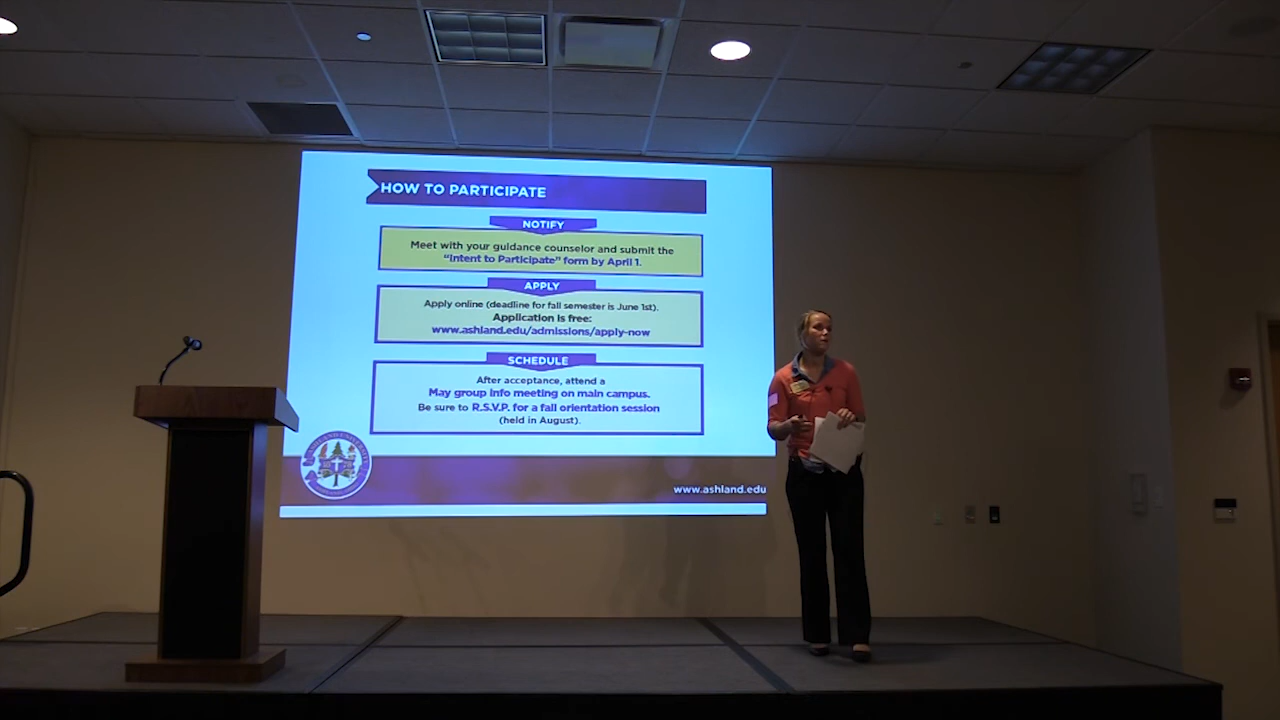 HOW TO PARTICIPATE
NOTIFY
Meet with your guidance counselor and submit the
“Intent to Participate” form by April 1.
APPLY
Apply online (deadline for fall semester is June 1st).
Application is free:
www.ashland.edu/admissions/apply-now
SCHEDULE
After acceptance, attend a
May group info meeting on main campus.
Be sure to R.S.V.P. for a fall orientation session
(held in August).
ASHLAND UNIVERSITY
www.ashland.edu